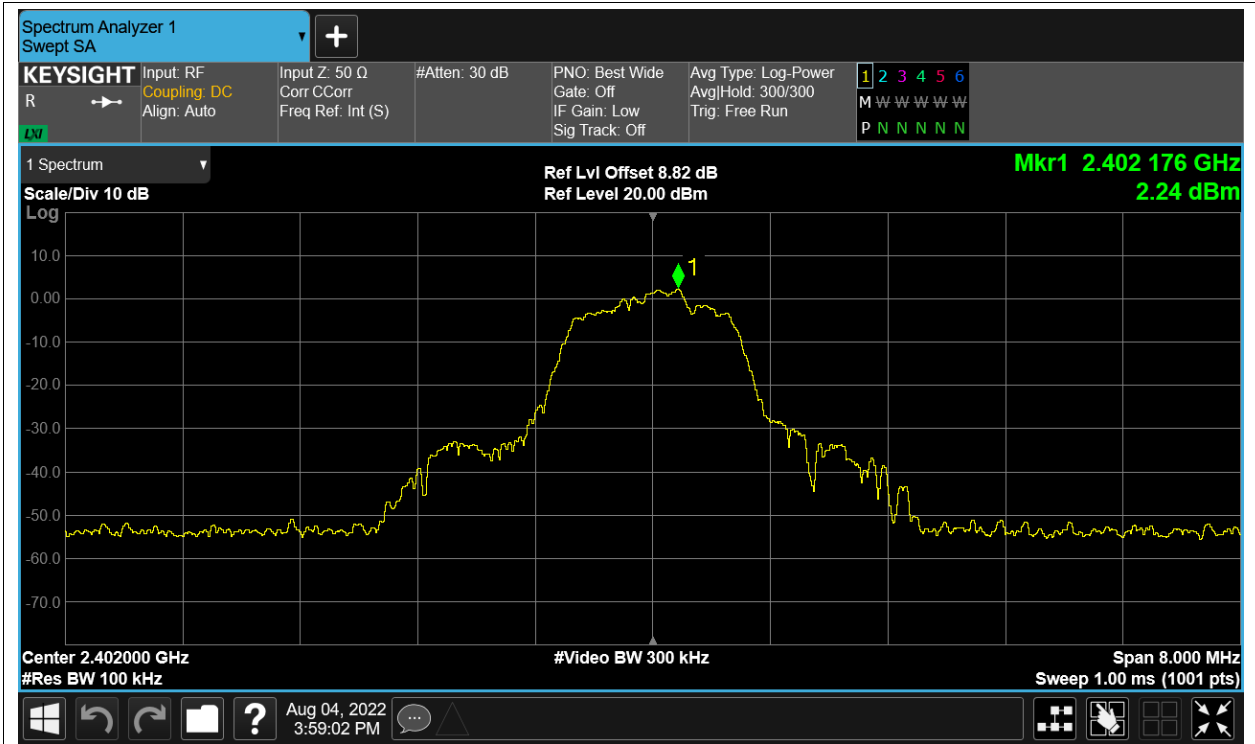 Spectrum Analyzer 1
Swept SA
KEYSIGHT
R
LXI
Input: RF
Coupling: DC
Align: Auto
Input Z: 50 Ω
Corr CCorr
Freq Ref: Int (S)
#Atten: 30 dB
PNO: Best Wide
Gate: Off
IF Gain: Low
Sig Track: Off
Avg Type: Log-Power
Avg|Hold: 300/300
Trig: Free Run
1 2 3 4 5 6
M W W W W W
P N N N N N
1 Spectrum
Scale/Div 10 dB
Log
Ref Lvl Offset 8.82 dB
Ref Level 20.00 dBm
Mkr1 2.402 176 GHz
2.24 dBm
1
10.0
0.00
-10.0
-20.0
-30.0
-40.0
-50.0
-60.0
-70.0
Center 2.402000 GHz
#Res BW 100 kHz
#Video BW 300 kHz
Span 8.000 MHz
Sweep 1.00 ms (1001 pts)
?
Aug 04, 2022
3:59:02 PM